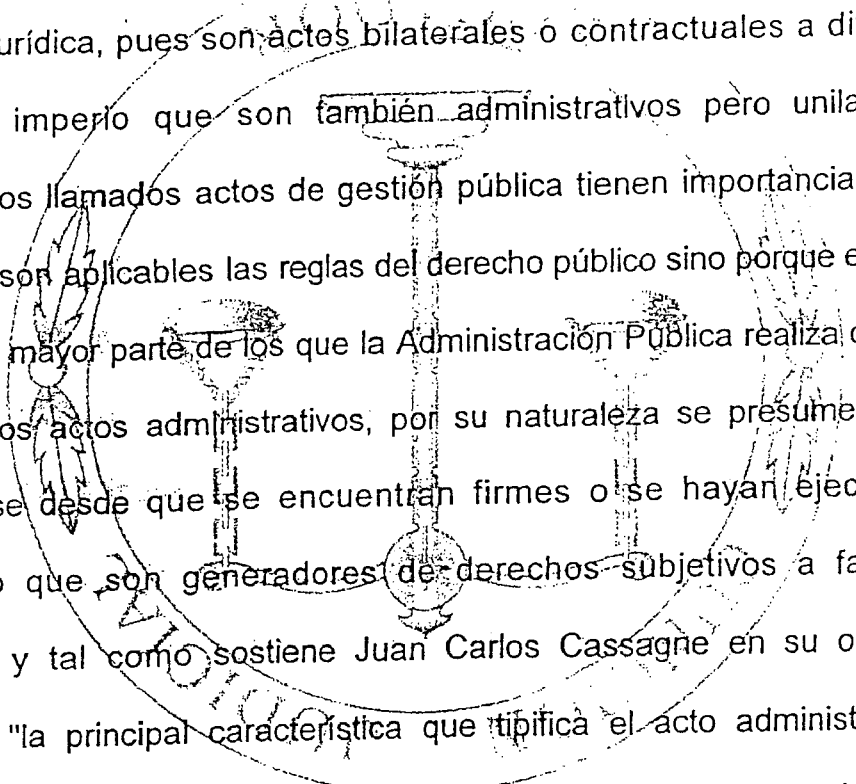 urídica, pues son actos bilaterales o contractuales a di
imperio que son también administrativos pero unila
os llamados actos de gestión pública tienen importancia
son aplicables las reglas del derecho público sino porque e
mayor parte de los que la Administración Pública realiza
os actos administrativos, por su naturaleza se presume
se desde que se encuentran firmes o se hayan ejec
o que son generadores de derechos subjetivos a fa
y tal como sostiene Juan Carlos Cassagne en su o
"la principal característica que tipifica el acto administ